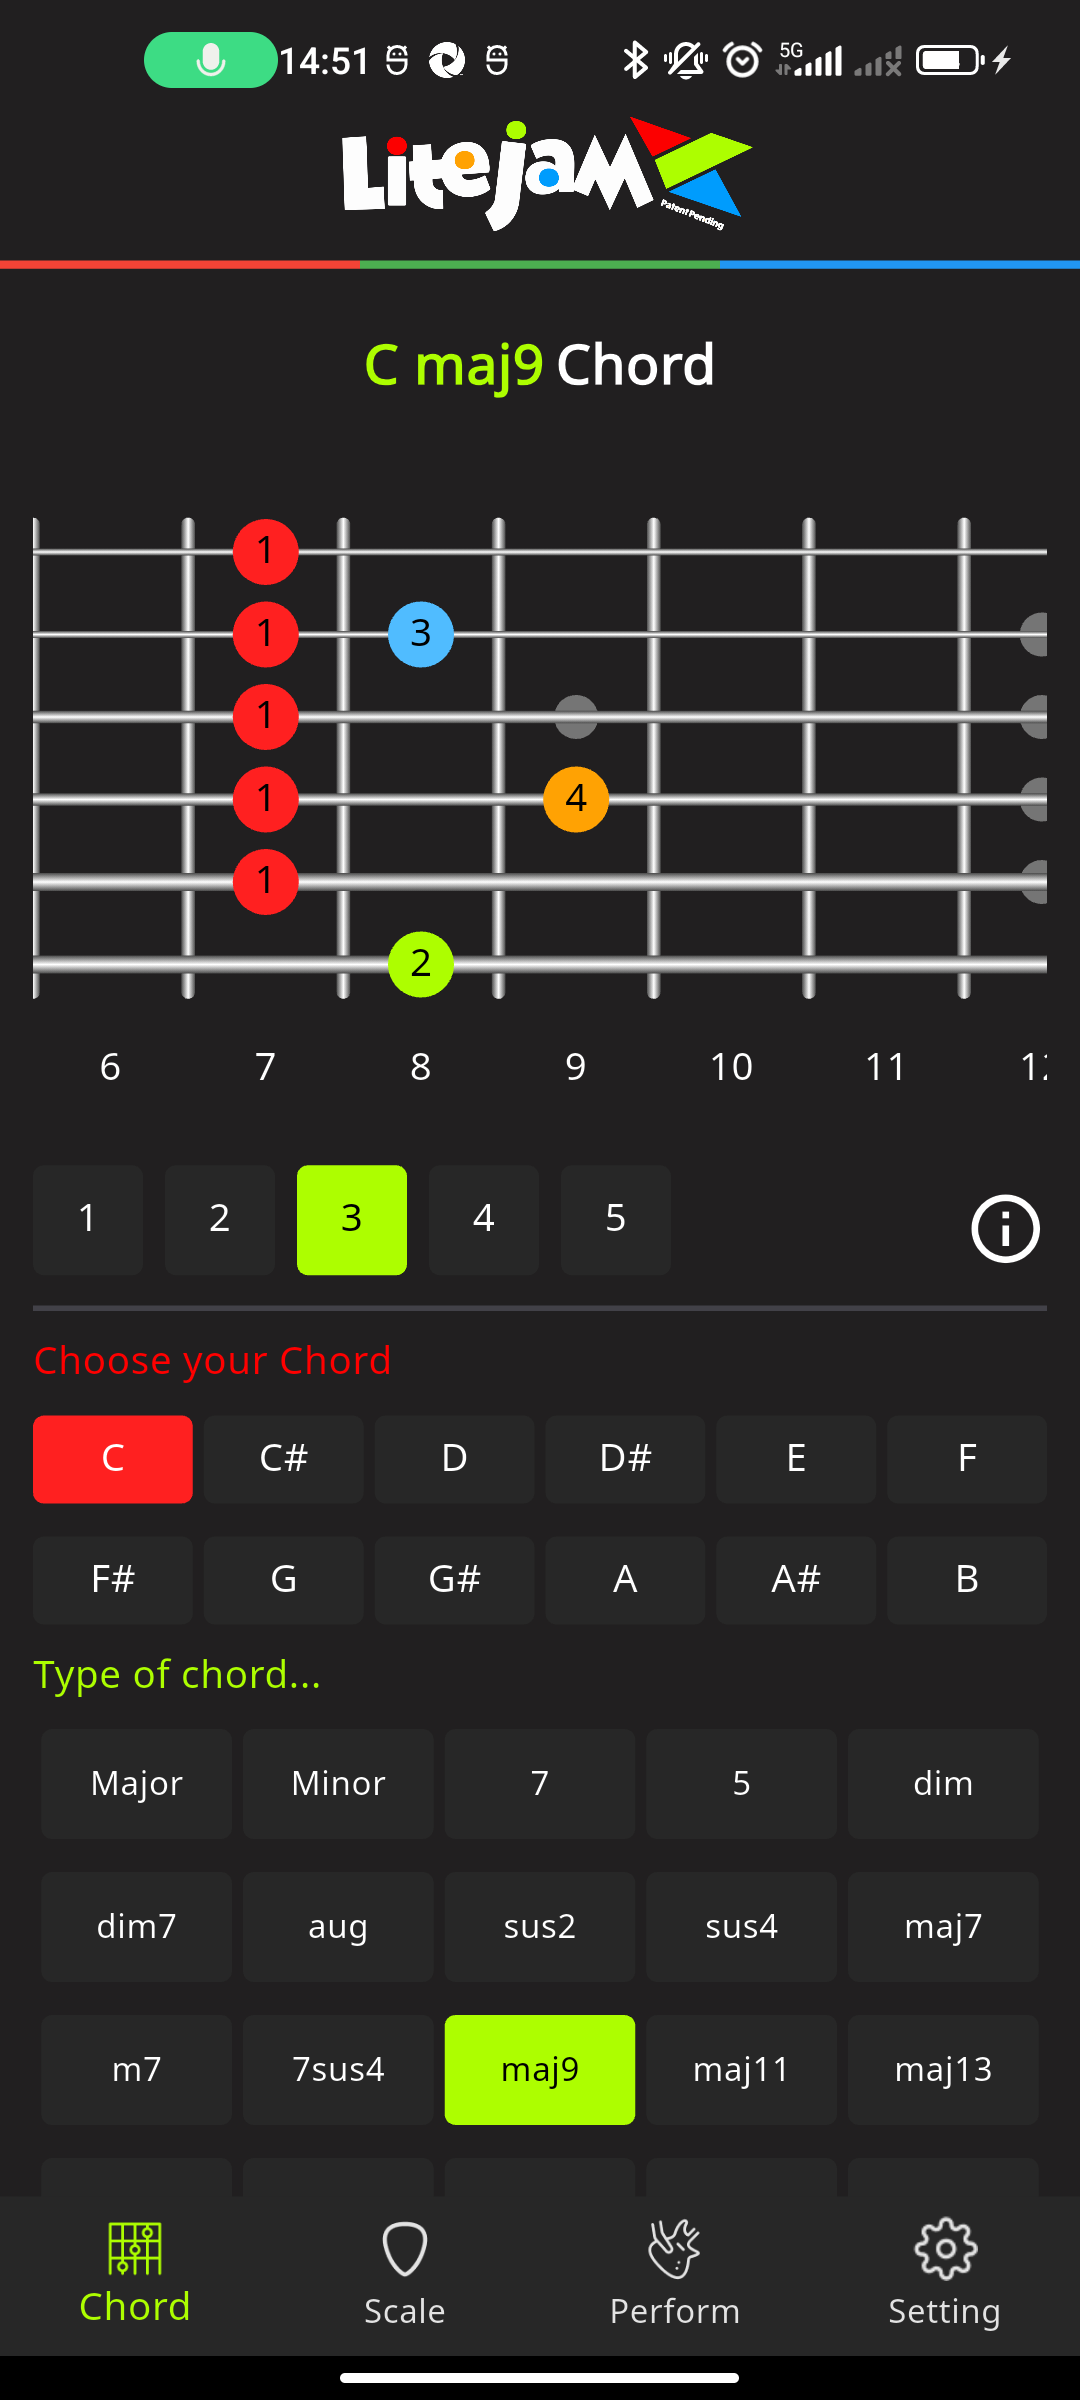 14:51 5G
Litejam
Patent Pending
C maj9 Chord
1
1 3
1
1 4
1
2
6 7 8 9 10 11 12
1 2 3 4 5
Choose your Chord
C C# D D# E F
F# G G# A A# B
Type of chord...
Major Minor 7 5 dim
dim7 aug sus2 sus4 maj7
m7 7sus4 maj9 maj11 maj13
Chord Scale Perform Setting